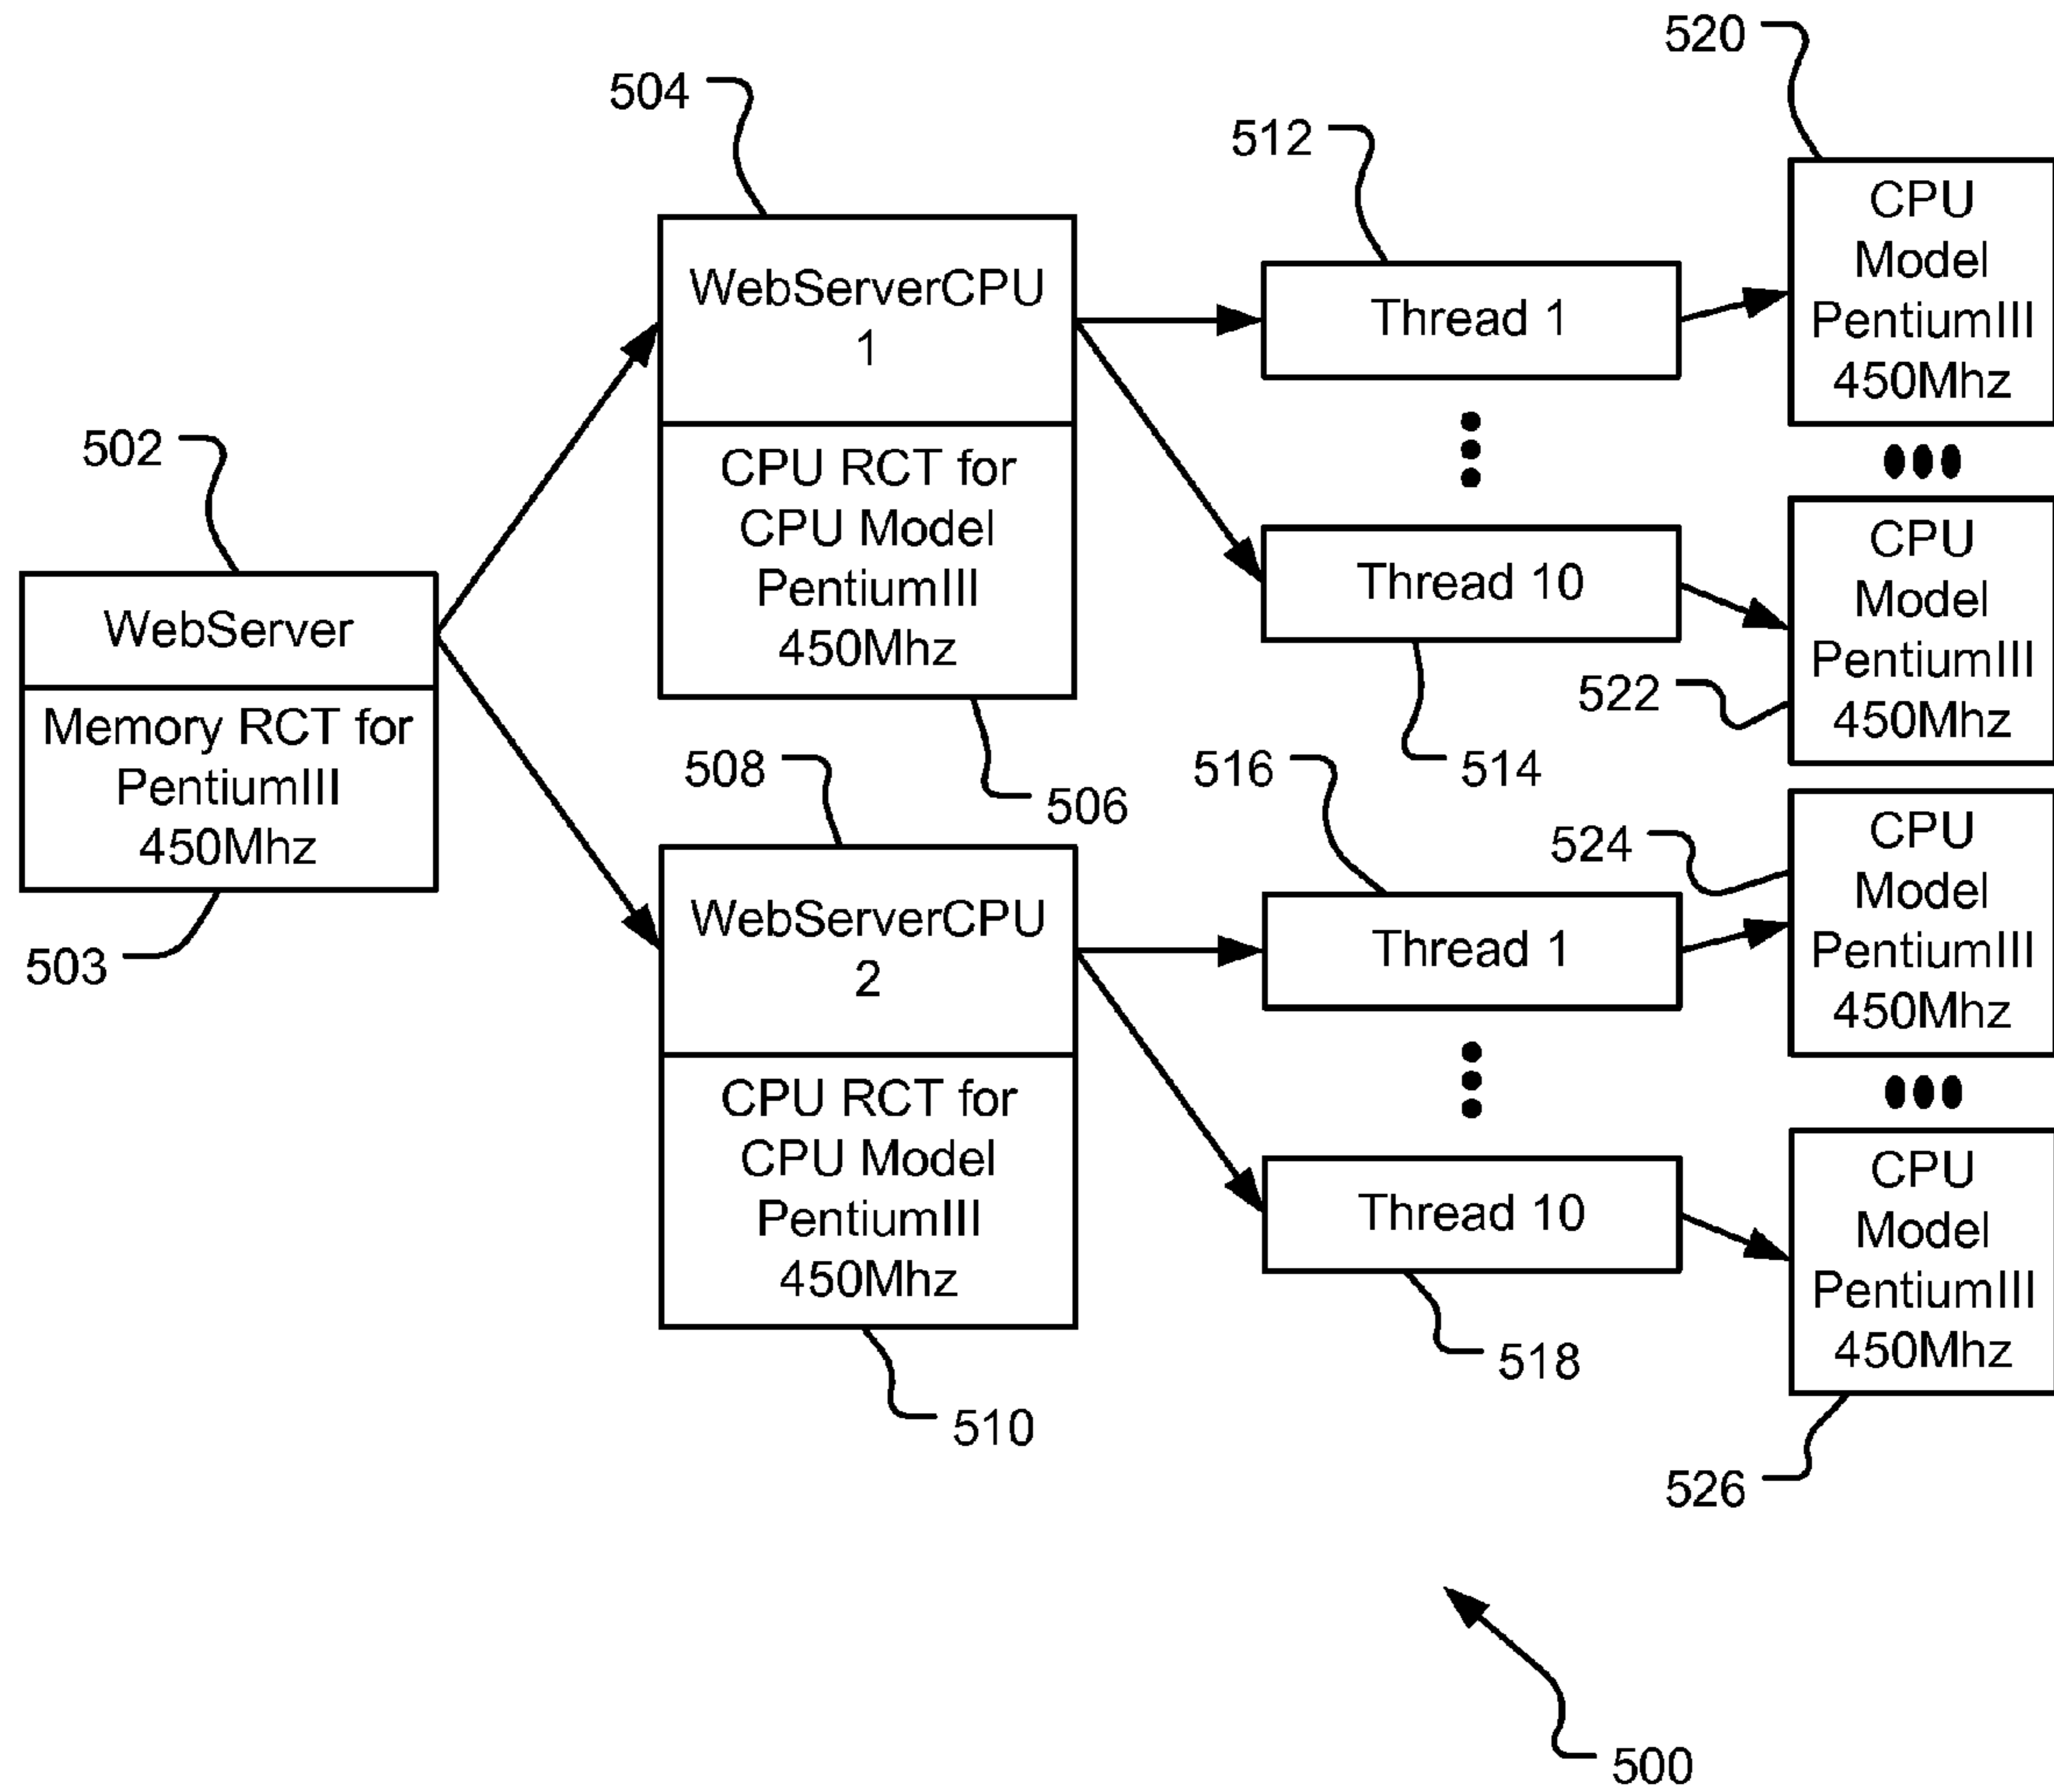 520
504
512
CPU
Model
PentiumIII
450Mhz
WebServerCPU
1
Thread 1
502
CPU RCT for
CPU Model
PentiumIII
450Mhz
CPU
Model
PentiumIII
450Mhz
Thread 10
WebServer
522
Memory RCT for
PentiumIII
450Mhz
508
506
516
514
524
CPU
Model
PentiumIII
450Mhz
503
WebServerCPU
2
Thread 1
CPU RCT for
CPU Model
PentiumIII
450Mhz
CPU
Model
PentiumIII
450Mhz
Thread 10
518
510
526
500